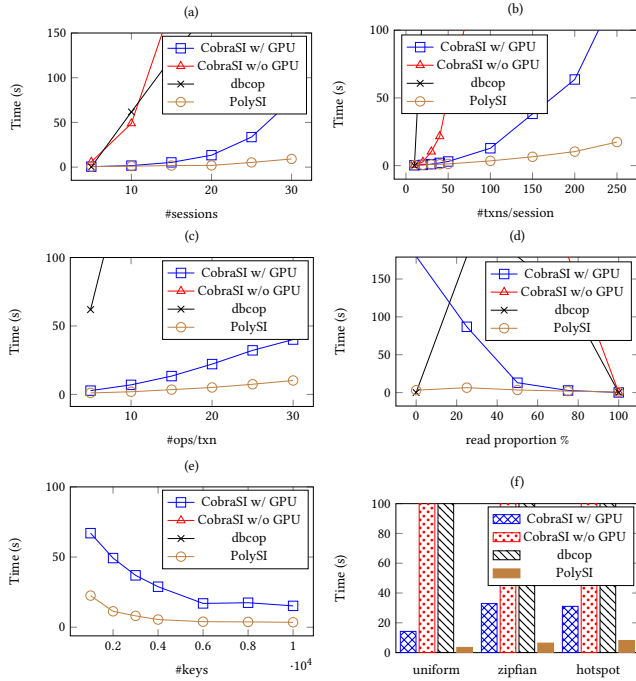 (a)
150
100
50
0
Time (s)
10
20
30
#sessions
CobraSI w/ GPU
CobraSI w/o GPU
dbcop
PolySI
(b)
100
50
0
Time (s)
0
50
100
150
200
250
#txns/session
CobraSI w/ GPU
CobraSI w/o GPU
dbcop
PolySI
(c)
100
50
0
Time (s)
10
20
30
#ops/txn
CobraSI w/ GPU
CobraSI w/o GPU
dbcop
PolySI
(d)
150
100
50
0
Time (s)
0
20
40
60
80
100
read proportion %
CobraSI w/ GPU
CobraSI w/o GPU
dbcop
PolySI
(e)
100
50
0
Time (s)
0.2
0.4
0.6
0.8
1
·10⁴
#keys
CobraSI w/ GPU
CobraSI w/o GPU
dbcop
PolySI
(f)
100
80
60
40
20
0
Time (s)
uniform
zipfian
hotspot
CobraSI w/ GPU
CobraSI w/o GPU
dbcop
PolySI